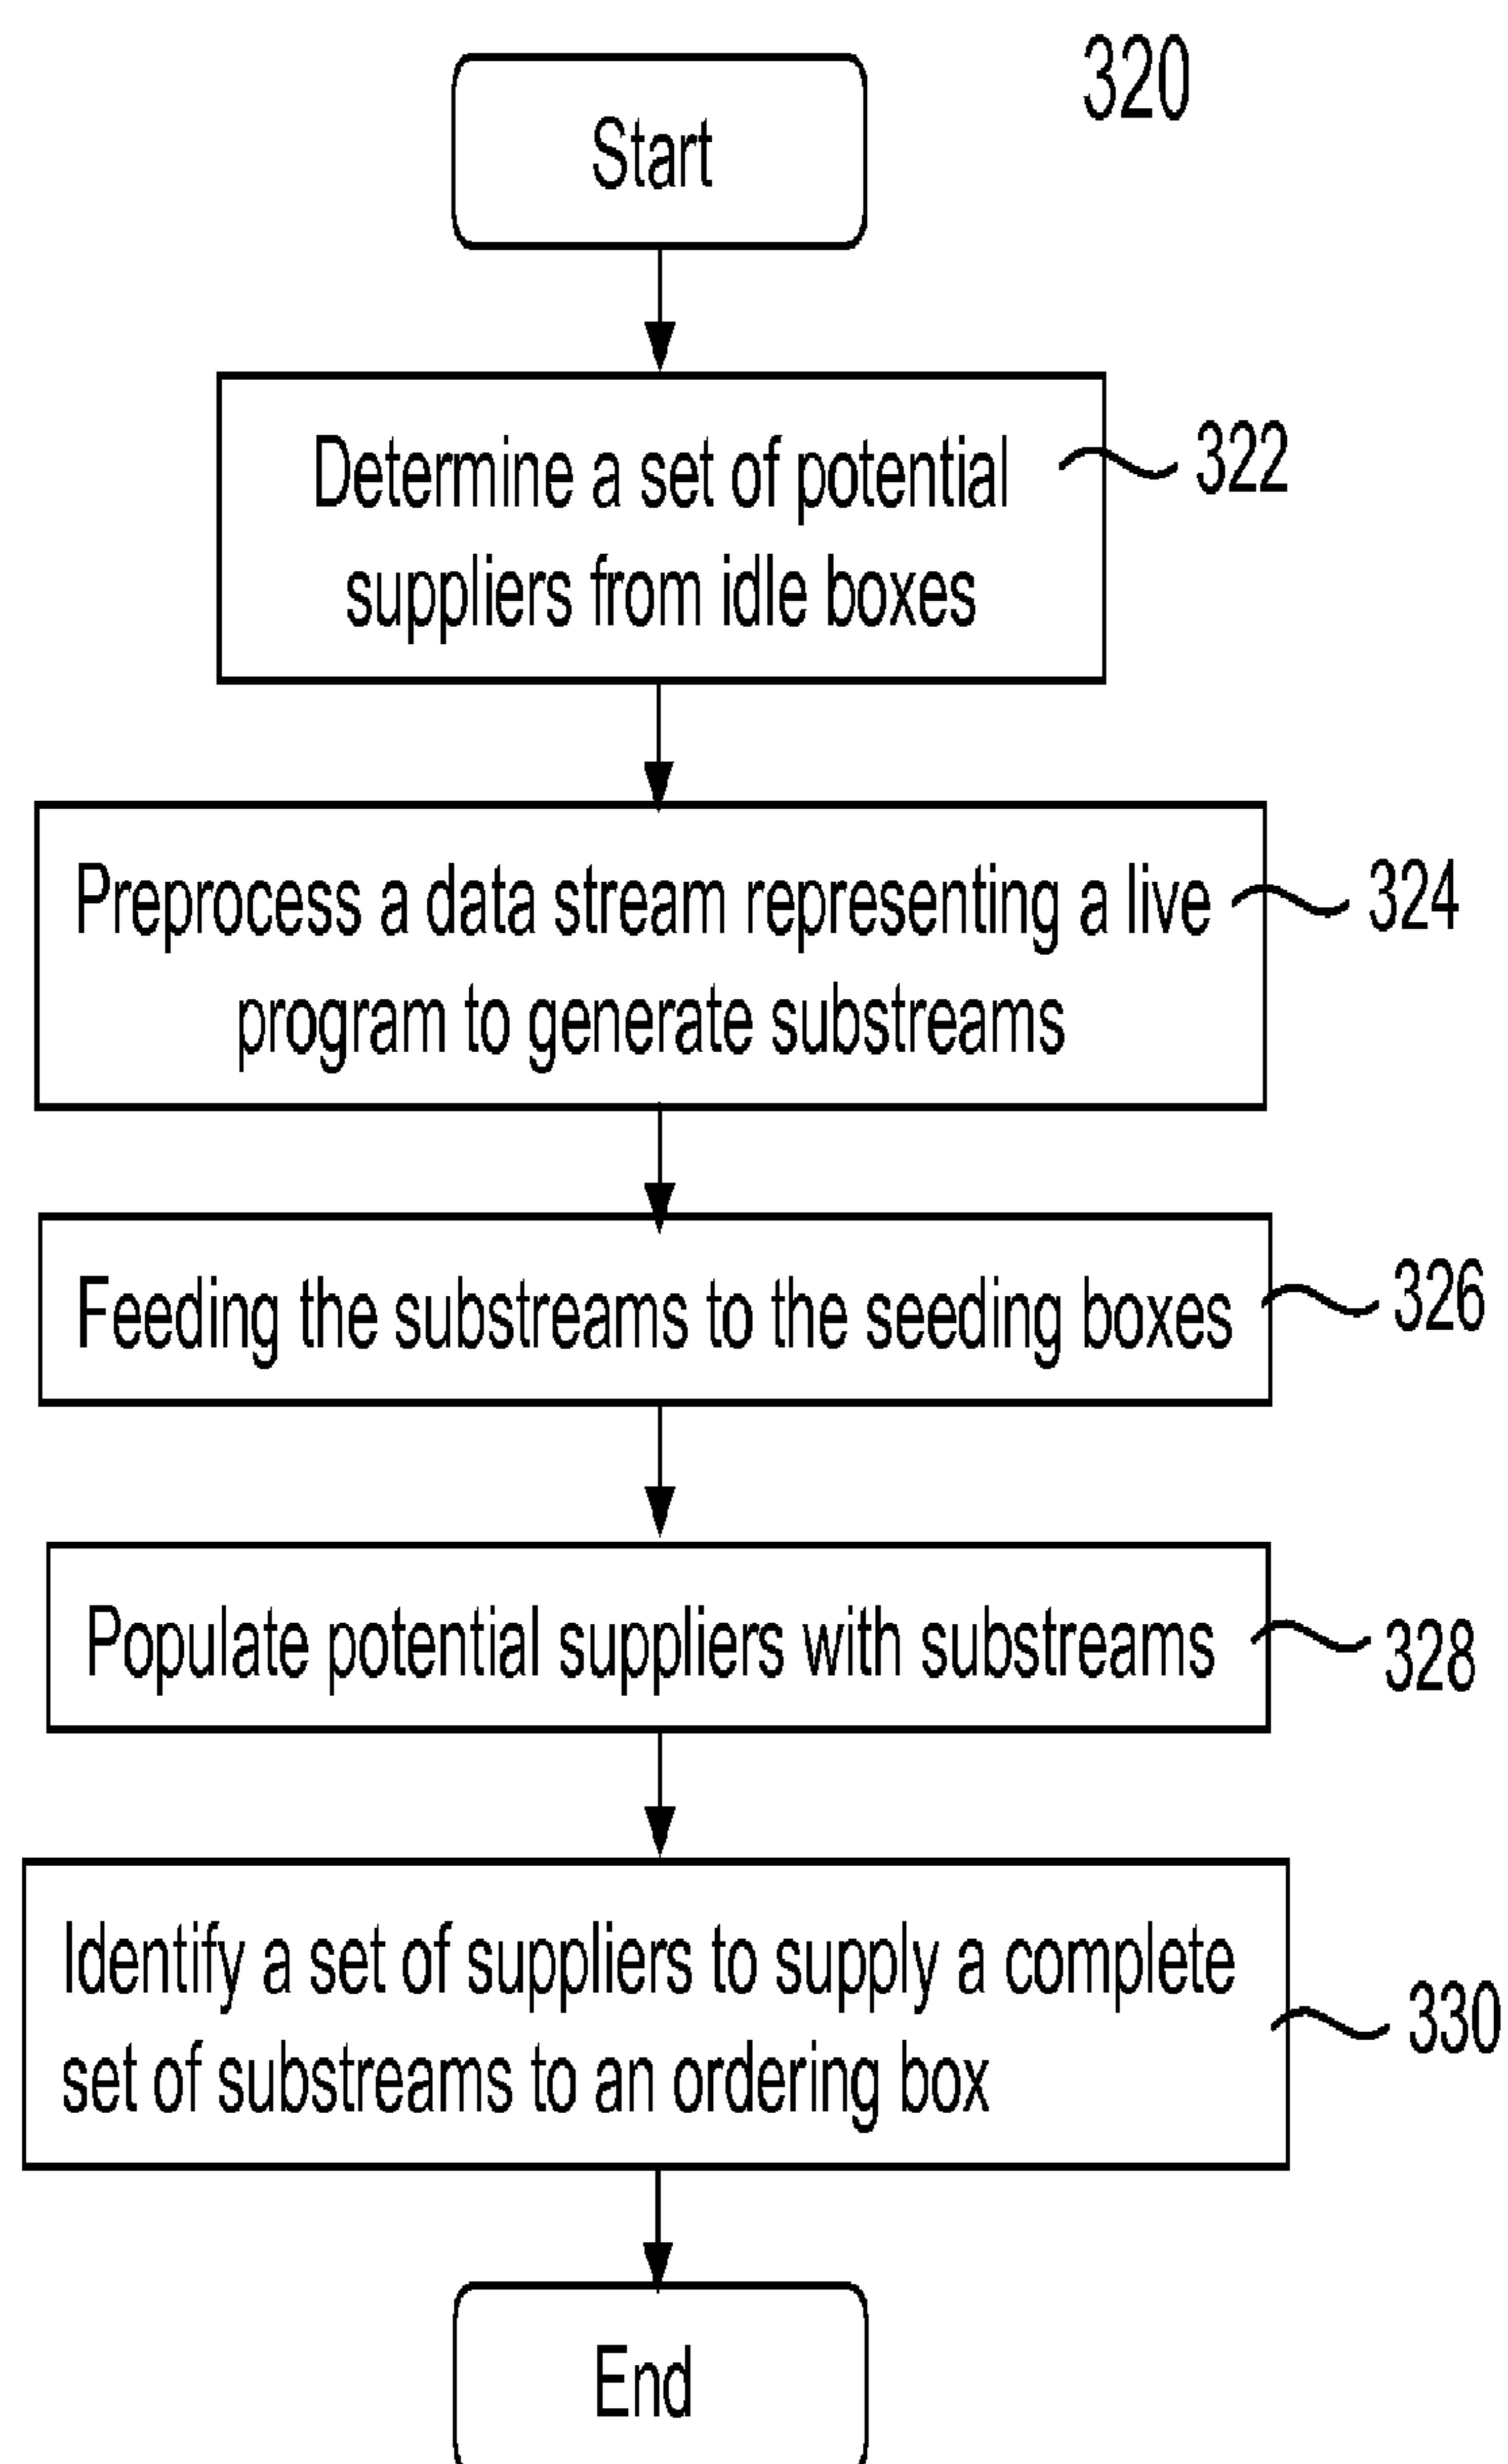 320
Start
Determine a set of potential
suppliers from idle boxes
322
Preprocess a data stream representing a live
program to generate substreams
324
Feeding the substreams to the seeding boxes
326
Populate potential suppliers with substreams
328
Identify a set of suppliers to supply a complete
set of substreams to an ordering box
330
End